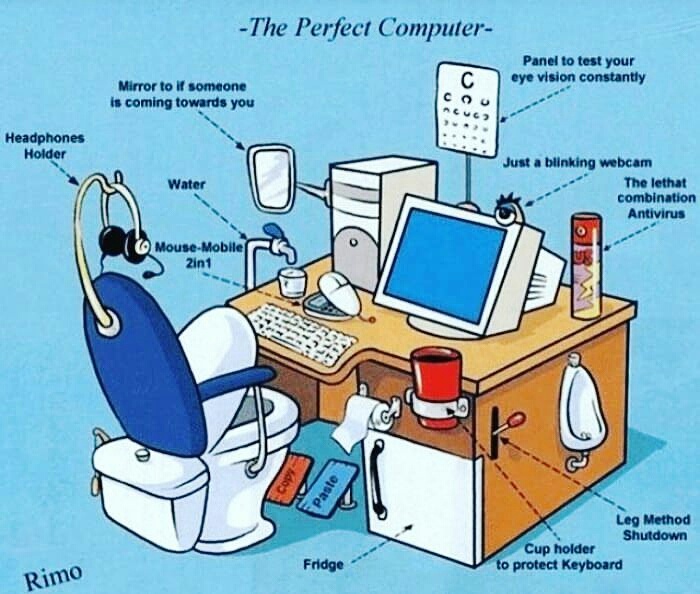 -The Perfect Computer-
Panel to test your
eye vision constantly
Mirror to if someone
is coming towards you
Headphones
Holder
Water
Just a blinking webcam
The lethat
combination
Antivirus
Mouse-Mobile
2in1
Copy
Paste
Leg Method
Shutdown
Cup holder
to protect Keyboard
Fridge
Rimo